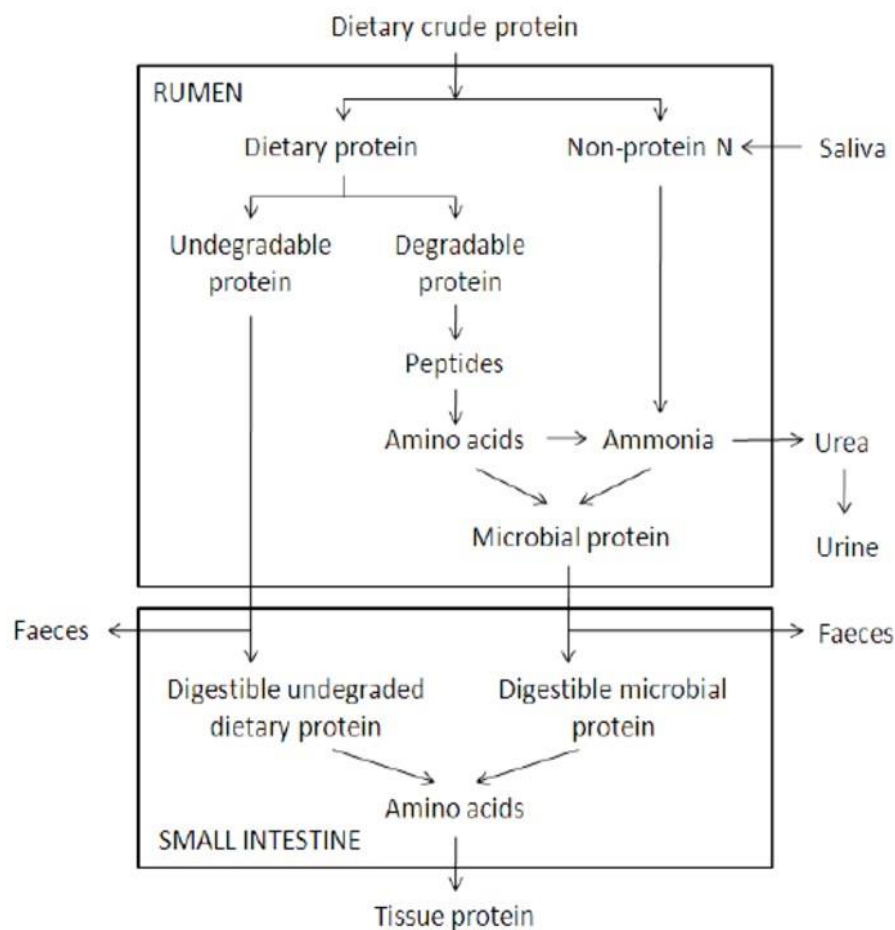 Dietary crude protein
RUMEN
Dietary protein
Non-protein N
Saliva
Undegradable
protein
Degradable
protein
Peptides
Amino acids
Ammonia
Urea
Microbial protein
Urine
Faeces
Faeces
Digestible undegraded
dietary protein
Digestible microbial
protein
Amino acids
SMALL INTESTINE
Tissue protein